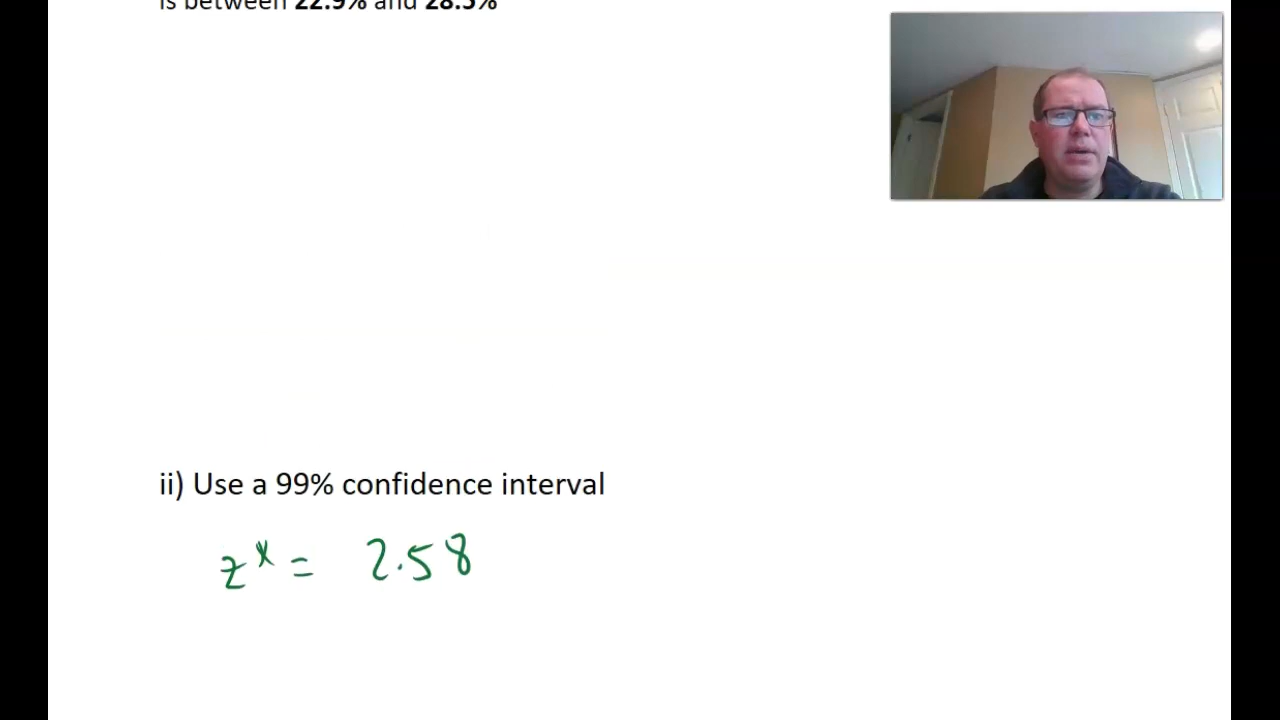 is between 22.9% and 28.5%
ii) Use a 99% confidence interval
z* = 2.58